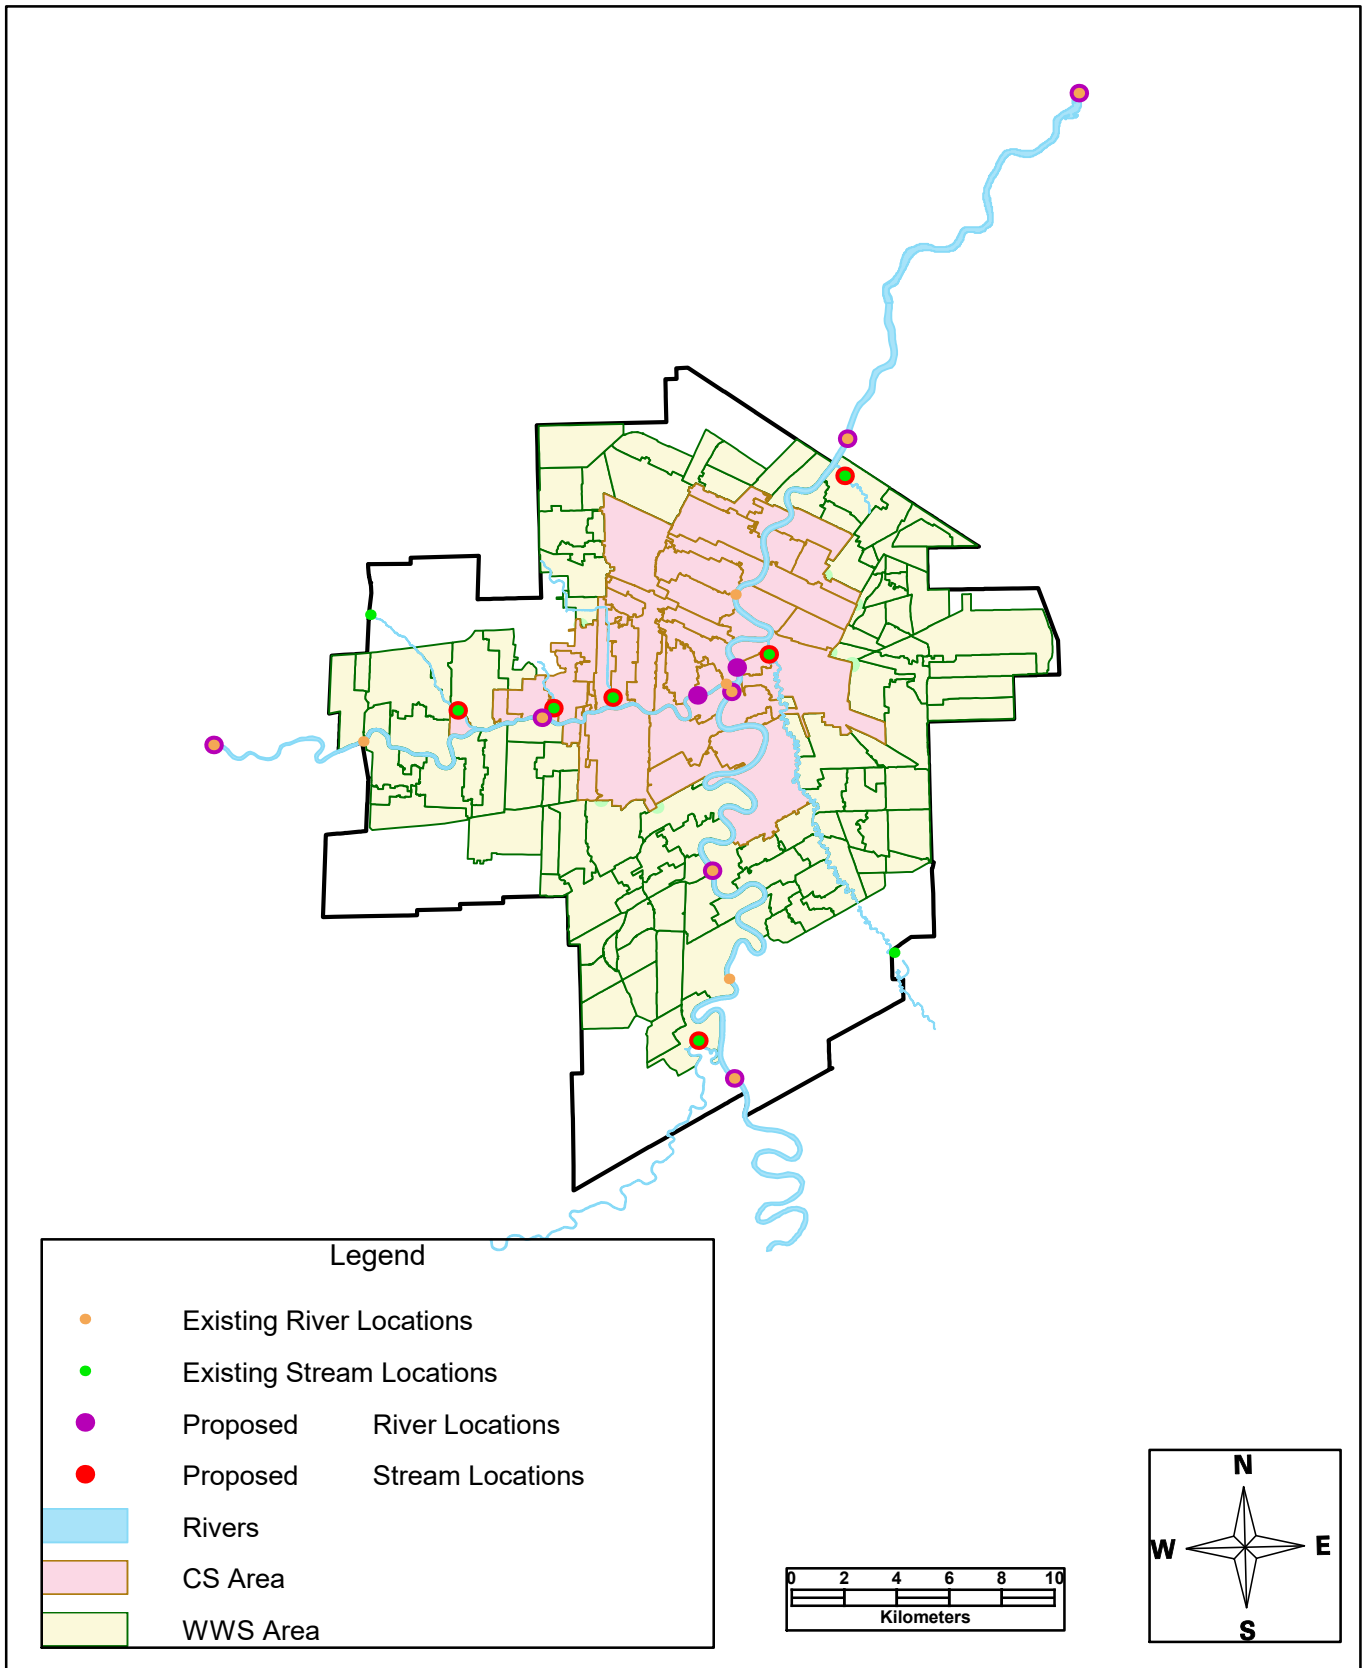 Legend
Existing River Locations
Existing Stream Locations
Proposed River Locations
Proposed Stream Locations
Rivers
CS Area
WWS Area
0 2 4 6 8 10
Kilometers
N
W E
S